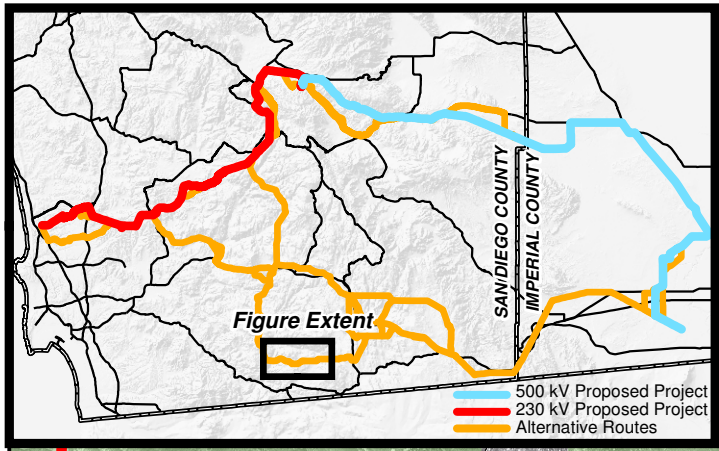 SAN DIEGO COUNTY
IMPERIAL COUNTY
Figure Extent
500 kV Proposed Project
230 kV Proposed Project
Alternative Routes